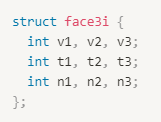 struct face3i {
  int v1, v2, v3;
  int t1, t2, t3;
  int n1, n2, n3;
};